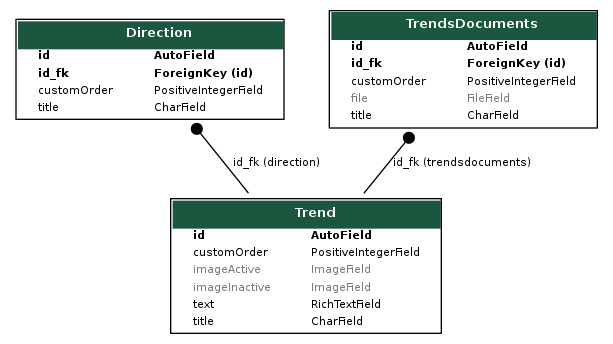 Direction
id AutoField
id_fk ForeignKey (id)
customOrder PositiveIntegerField
title CharField
TrendsDocuments
id AutoField
id_fk ForeignKey (id)
customOrder PositiveIntegerField
file FileField
title CharField
id_fk (direction)
id_fk (trendsdocuments)
Trend
id AutoField
customOrder PositiveIntegerField
imageActive ImageField
imageInactive ImageField
text RichTextField
title CharField